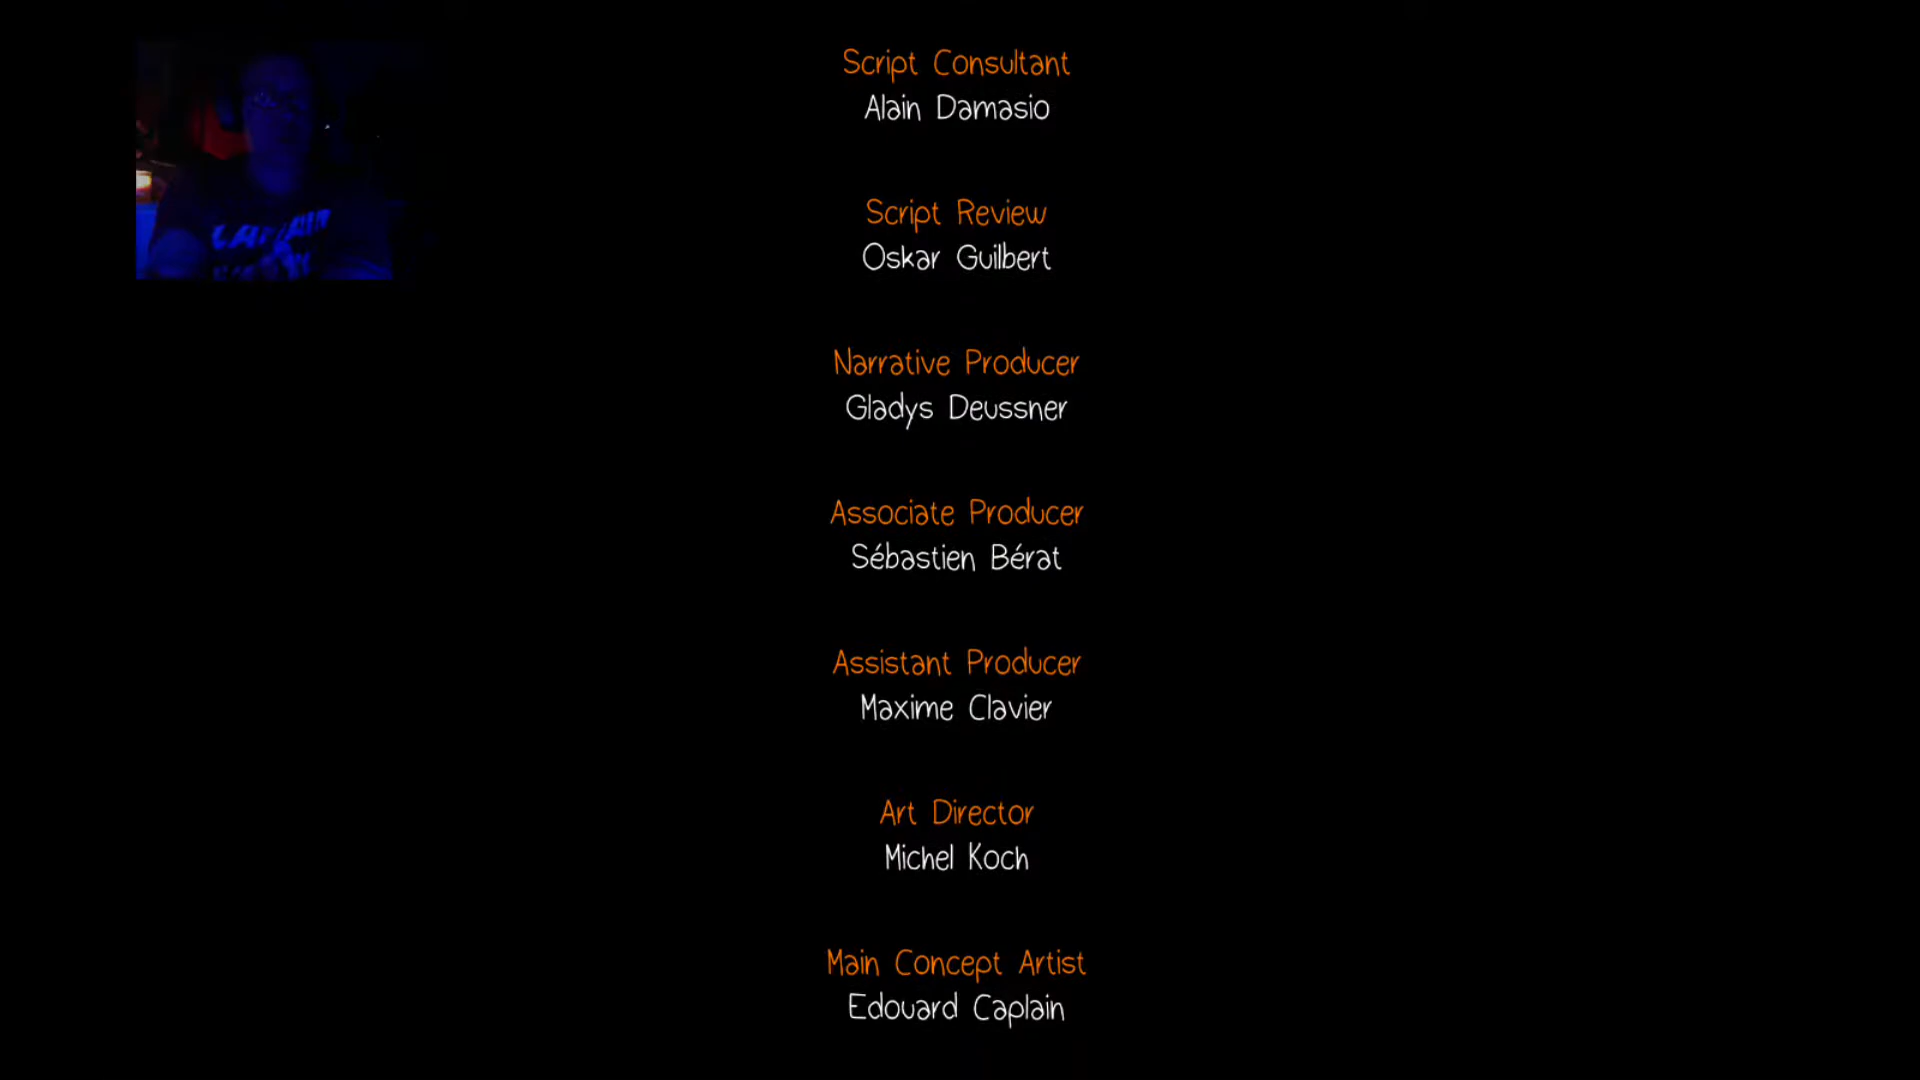 Script Consultant
Alain Damasio
Script Review
Oskar Guilbert
Narrative Producer
Gladys Deussner
Associate Producer
Sébastien Bérat
Assistant Producer
Maxime Clavier
Art Director
Michel Koch
Main Concept Artist
Edouard Caplain
CAPTAIN